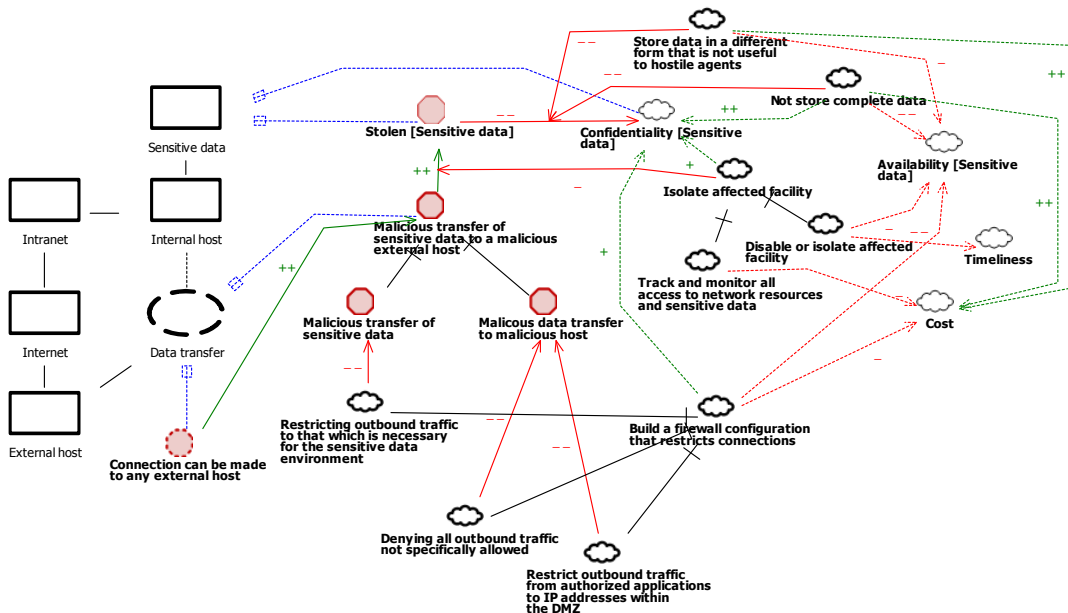 Store data in a different
form that is not useful
to hostile agents
Not store complete data
Sensitive data
Stolen [Sensitive data]
Confidentiality [Sensitive
data]
Availability [Sensitive
data]
Isolate affected facility
Intranet
Internal host
Malicious transfer of
sensitive data to a malicious
external host
Disable or isolate affected
facility
Timeliness
Track and monitor all
access to network resources
and sensitive data
Cost
Internet
Data transfer
Malicious transfer of
sensitive data
Malicous data transfer
to malicious host
External host
Connection can be made
to any external host
Restricting outbound traffic
to that which is necessary
for the sensitive data
environment
Build a firewall configuration
that restricts connections
Denying all outbound traffic
not specifically allowed
Restrict outbound traffic
from authorized applications
to IP addresses within
the DMZ
-- 
--
--
-
++
++
++
--
++
+
-
-
--
++
+
-
-
--
--
--